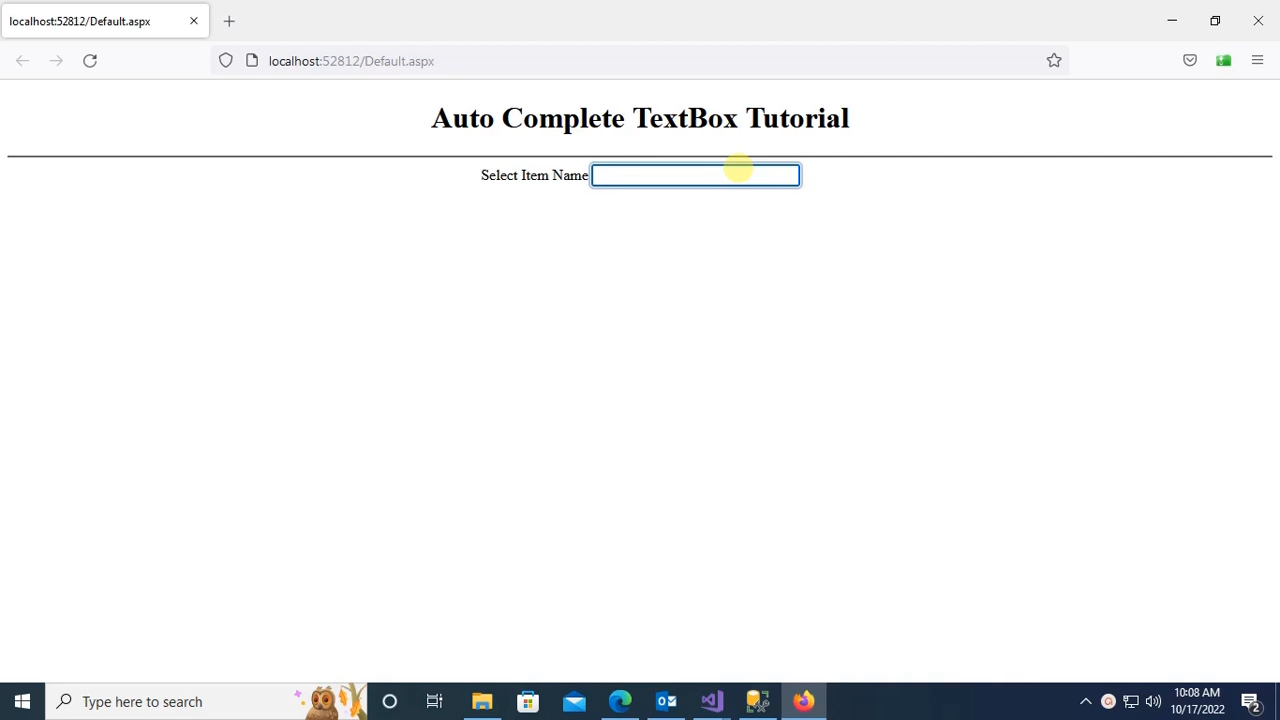 localhost:52812/Default.aspx
localhost:52812/Default.aspx
Auto Complete TextBox Tutorial
Select Item Name
Type here to search
10:08 AM
10/17/2022
2